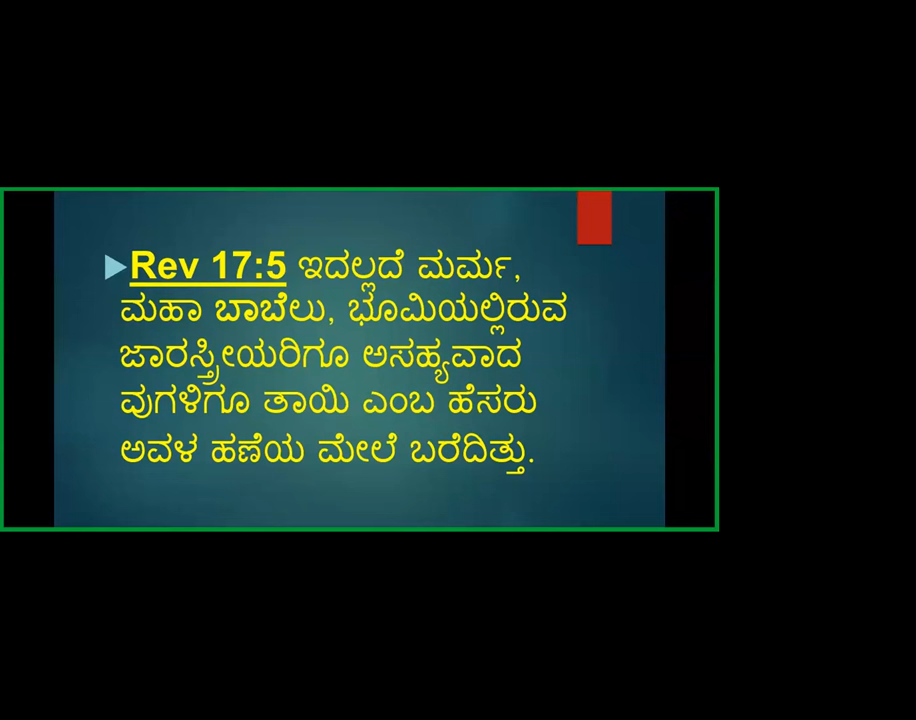 Rev 17:5 ಇದಲ್ಲದೆ ಮರ್ಮ,
ಮಹಾ ಬಾಬೆಲು, ಭೂಮಿಯಲ್ಲಿರುವ
ಜಾರಸ್ತ್ರೀಯರಿಗೂ ಅಸಹ್ಯವಾದ
ವುಗಳಿಗೂ ತಾಯಿ ಎಂಬ ಹೆಸರು
ಅವಳ ಹಣೆಯ ಮೇಲೆ ಬರೆದಿತ್ತು.